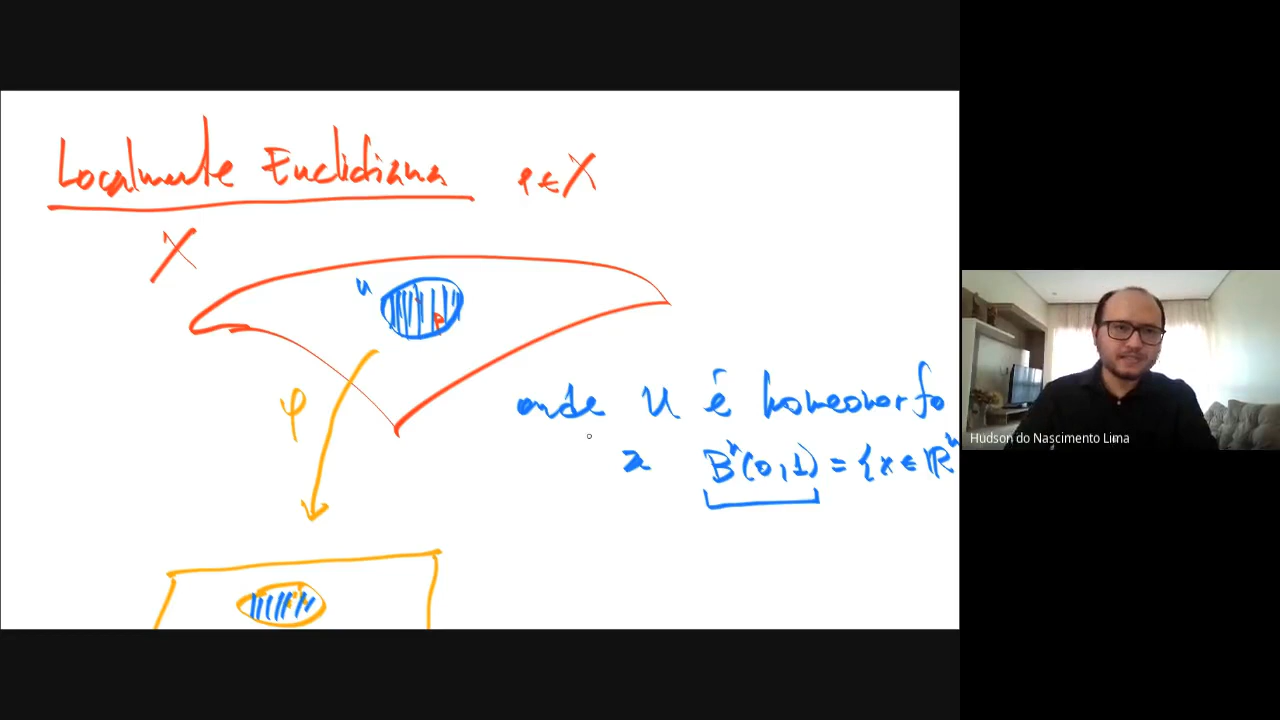 Localmente Euclidiana p ∈ X
X
U
p
φ
onde U é homeomorfo
a Bⁿ(0,1) = {x ∈ ℝⁿ
Hudson do Nascimento Lima